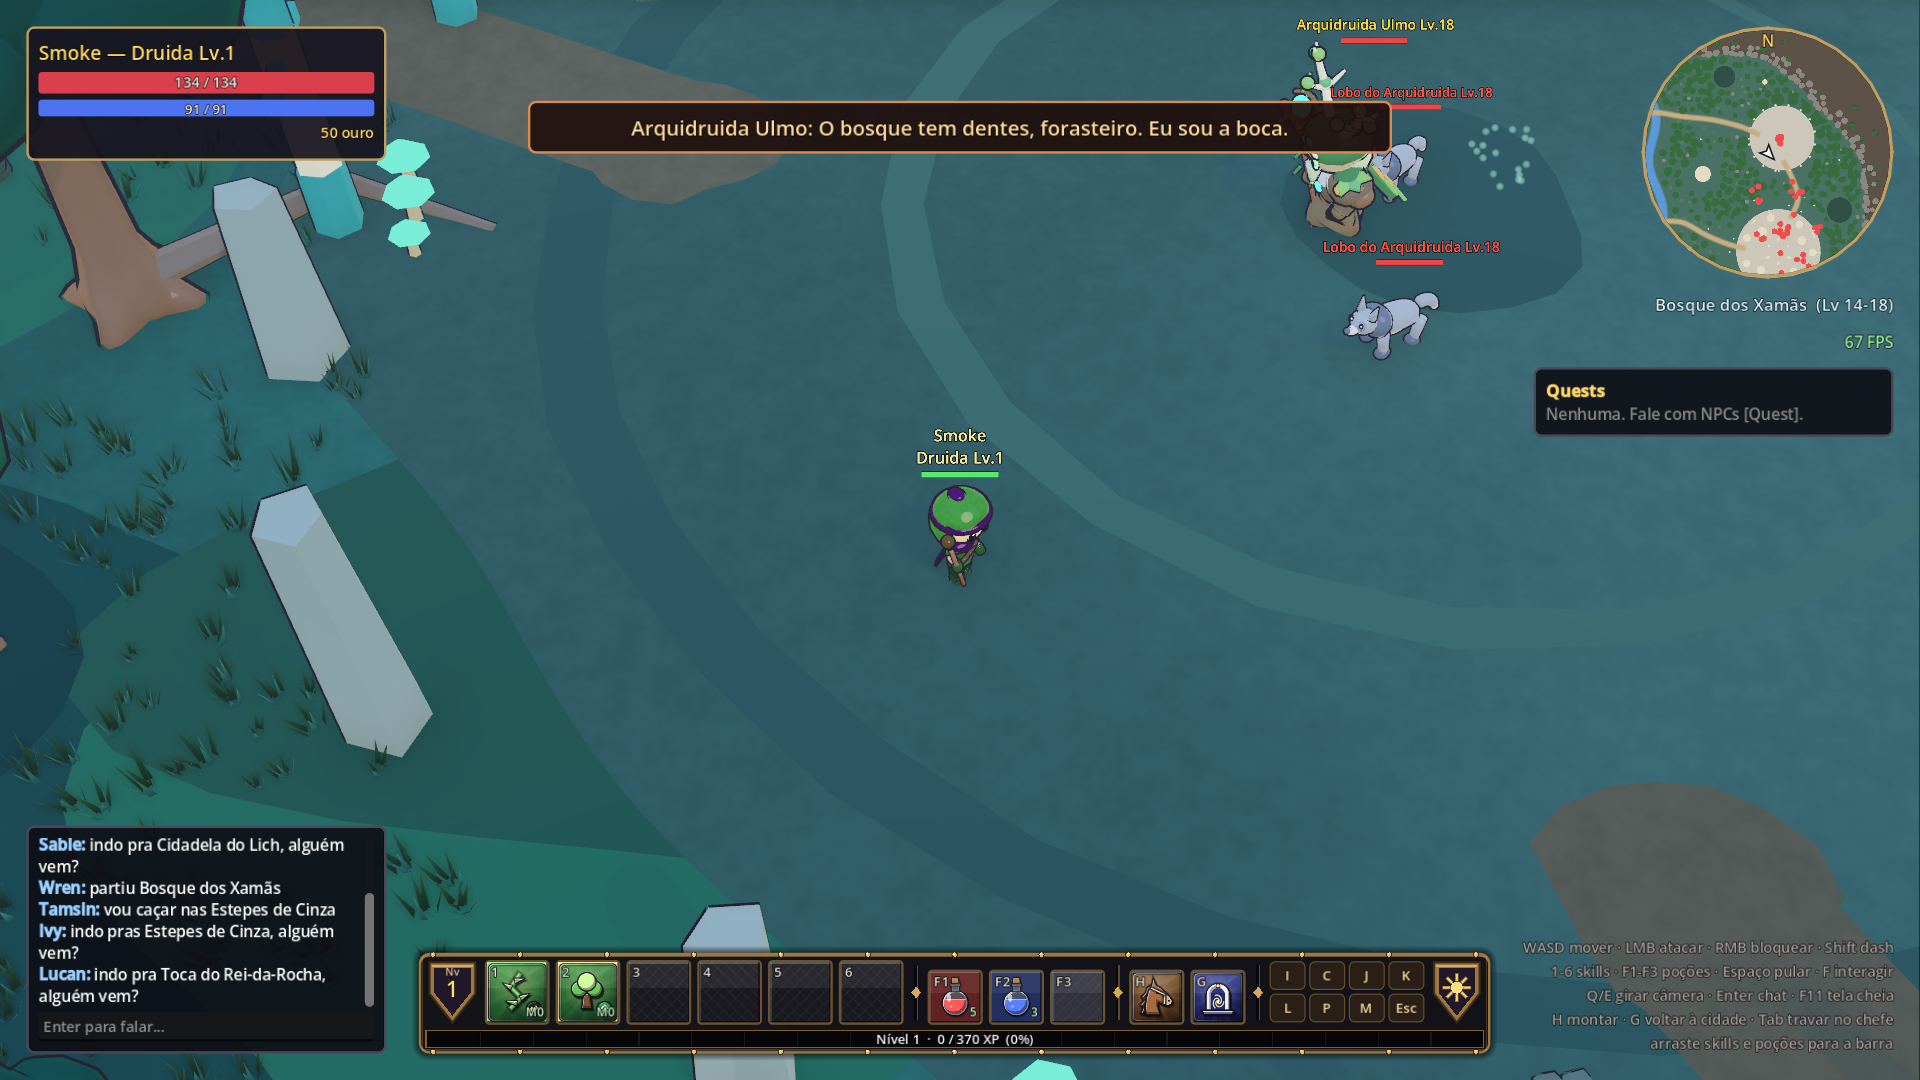 Smoke — Druida Lv.1
134 / 134
91 / 91
50 ouro
Arquidruida Ulmo Lv.18
Lobo do Arquidruida Lv.18
Arquidruida Ulmo: O bosque tem dentes, forasteiro. Eu sou a boca.
Lobo do Arquidruida Lv.18
N
Bosque dos Xamãs (Lv 14-18)
67 FPS
Quests
Nenhuma. Fale com NPCs [Quest].
Smoke
Druida Lv.1
Sable: indo pra Cidadela do Lich, alguém
vem?
Wren: partiu Bosque dos Xamãs
Tamsin: vou caçar nas Estepes de Cinza
Ivy: indo pras Estepes de Cinza, alguém
vem?
Lucan: indo pra Toca do Rei-da-Rocha,
alguém vem?
Enter para falar...
Nv
1
1 M0
2 M0
3
4
5
6
F1 5
F2 3
F3
H
G
I C J K
L P M Esc
Nível 1 · 0 / 370 XP (0%)
WASD mover · LMB atacar · RMB bloquear · Shift dash
1-6 skills · F1-F3 poções · Espaço pular · F interagir
Q/E girar câmera · Enter chat · F11 tela cheia
H montar · G voltar à cidade · Tab travar no chefe
arraste skills e poções para a barra